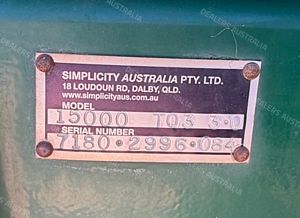 SIMPLICITY AUSTRALIA PTY. LTD.
18 LOUDOUN RD, DALBY, QLD.
www.simplicityaus.com.au
MODEL
15000 TQ3 3.0
SERIAL NUMBER
7180·2996·084